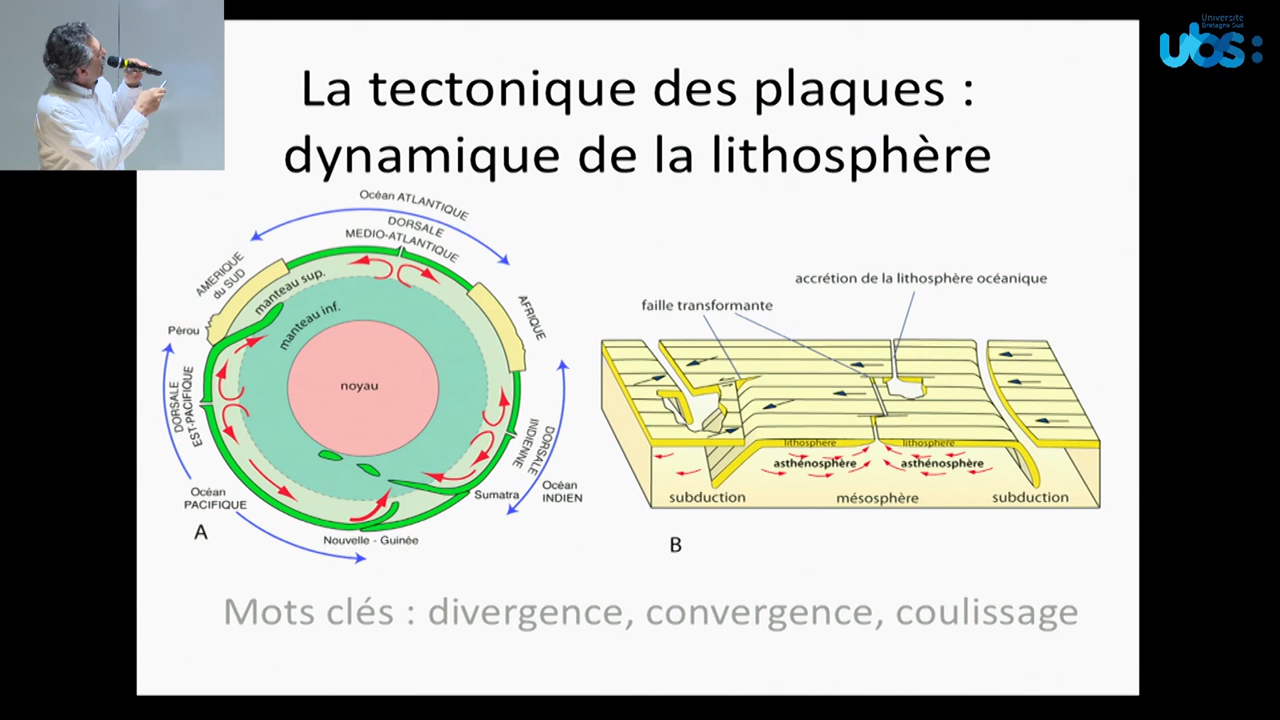 Université
Bretagne Sud
ubs:
La tectonique des plaques :
dynamique de la lithosphère
Océan ATLANTIQUE
DORSALE
MEDIO-ATLANTIQUE
AMERIQUE
du SUD
manteau sup.
manteau inf.
AFRIQUE
Pérou
noyau
DORSALE
EST-PACIFIQUE
DORSALE
INDIENNE
Océan
PACIFIQUE
Sumatra
Océan
INDIEN
Nouvelle - Guinée
A
accrétion de la lithosphère océanique
faille transformante
lithosphère
lithosphère
asthénosphère
asthénosphère
subduction
mésosphère
subduction
B
Mots clés : divergence, convergence, coulissage